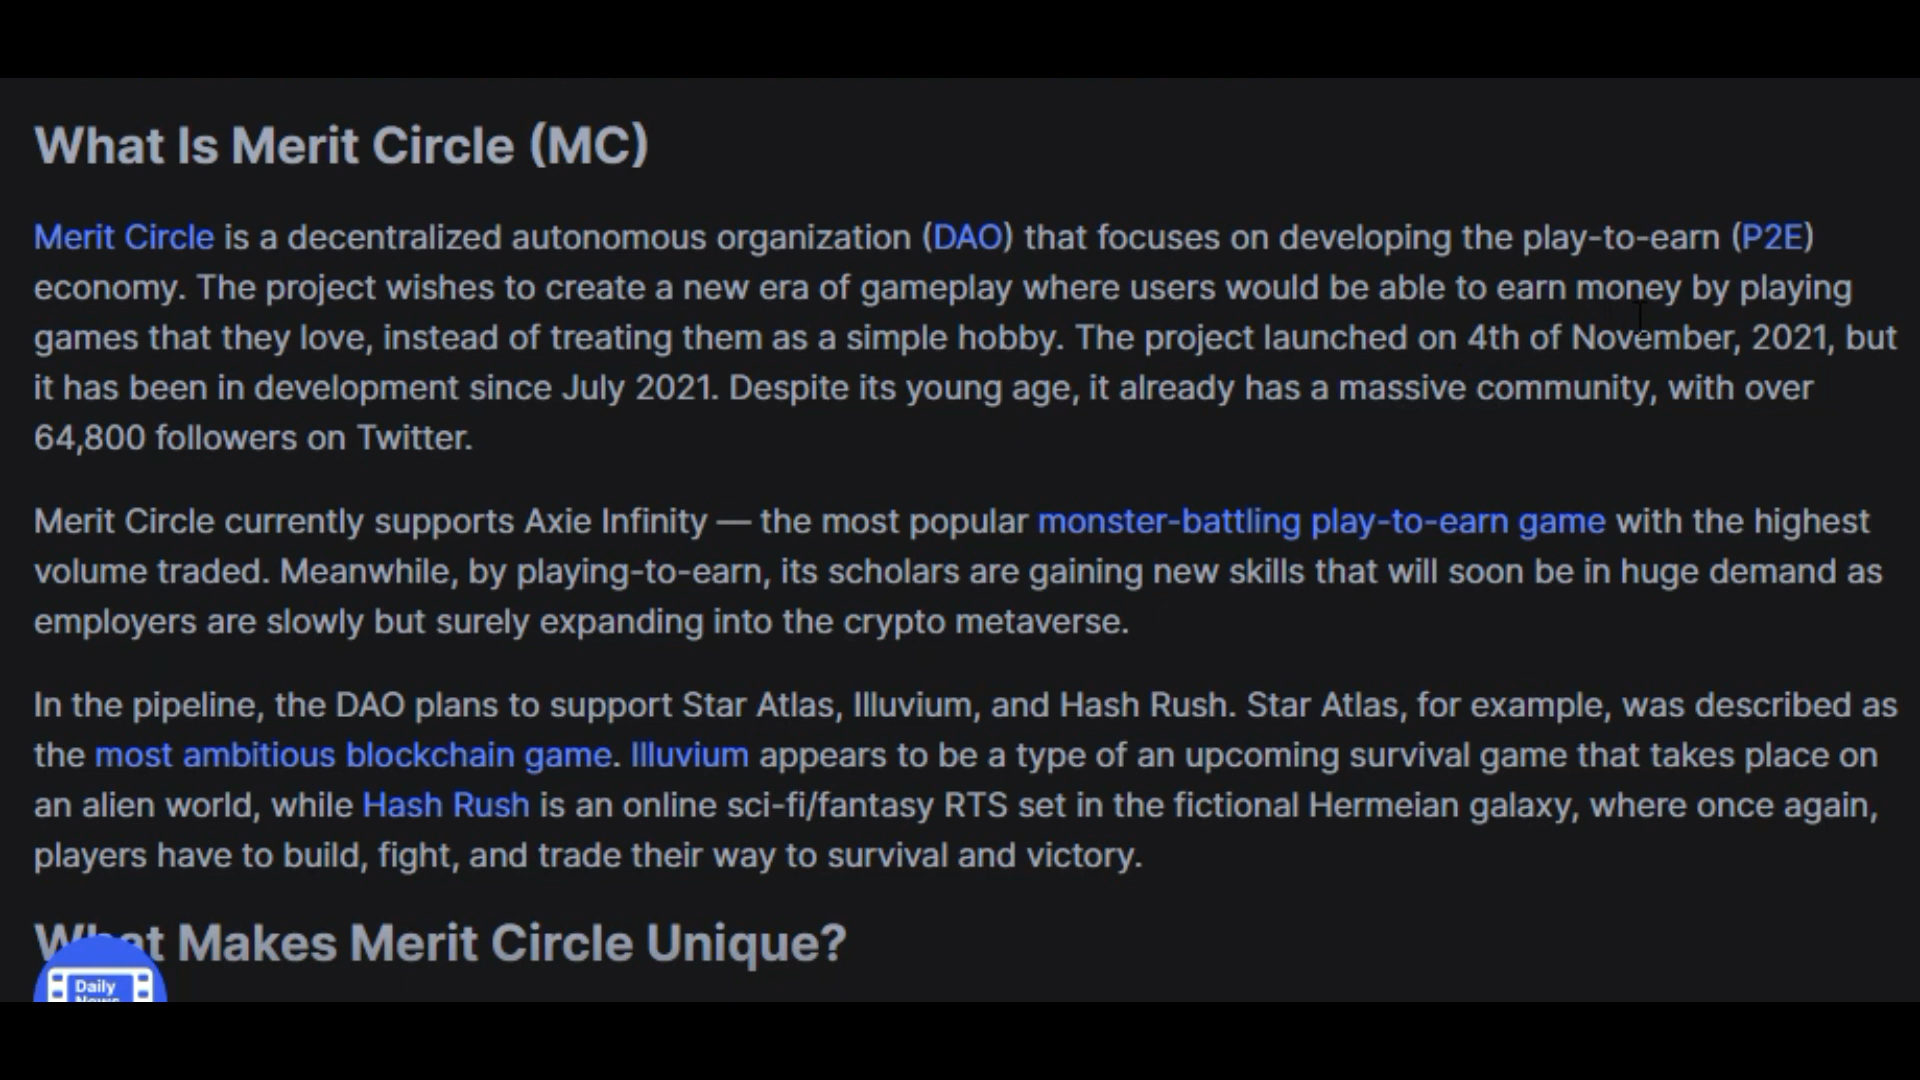 What Is Merit Circle (MC)
Merit Circle is a decentralized autonomous organization (DAO) that focuses on developing the play-to-earn (P2E)
economy. The project wishes to create a new era of gameplay where users would be able to earn money by playing
games that they love, instead of treating them as a simple hobby. The project launched on 4th of November, 2021, but
it has been in development since July 2021. Despite its young age, it already has a massive community, with over
64,800 followers on Twitter.
Merit Circle currently supports Axie Infinity — the most popular monster-battling play-to-earn game with the highest
volume traded. Meanwhile, by playing-to-earn, its scholars are gaining new skills that will soon be in huge demand as
employers are slowly but surely expanding into the crypto metaverse.
In the pipeline, the DAO plans to support Star Atlas, Illuvium, and Hash Rush. Star Atlas, for example, was described as
the most ambitious blockchain game. Illuvium appears to be a type of an upcoming survival game that takes place on
an alien world, while Hash Rush is an online sci-fi/fantasy RTS set in the fictional Hermeian galaxy, where once again,
players have to build, fight, and trade their way to survival and victory.
What Makes Merit Circle Unique?
Daily
News